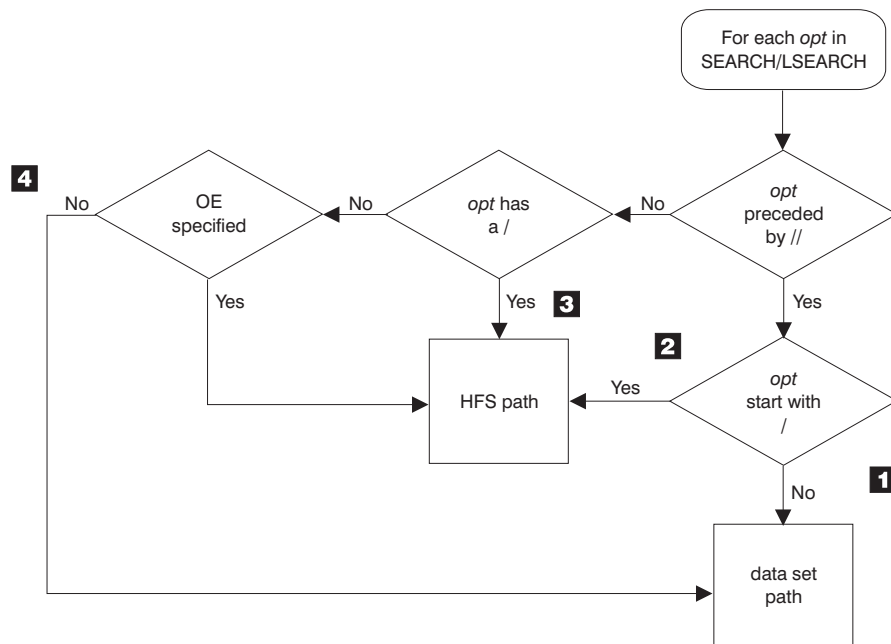 For each opt in
SEARCH/LSEARCH
4
No
OE
specified
No
opt has
a /
No
opt
preceded
by //
Yes
Yes
3
Yes
2
HFS path
Yes
opt
start with
/
1
No
data set
path